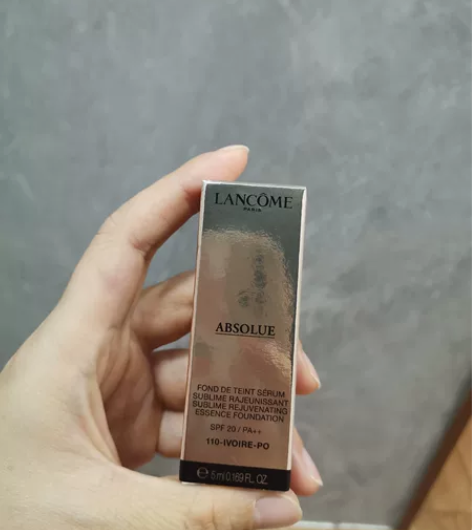 LANCÔME
PARIS
ABSOLUE
FOND DE TEINT SÉRUM
SUBLIME RAJEUNISSANT
SUBLIME REJUVENATING
ESSENCE FOUNDATION
SPF 20 / PA++
110-IVOIRE-PO
℮ 5 ml 0.169 FL. OZ.